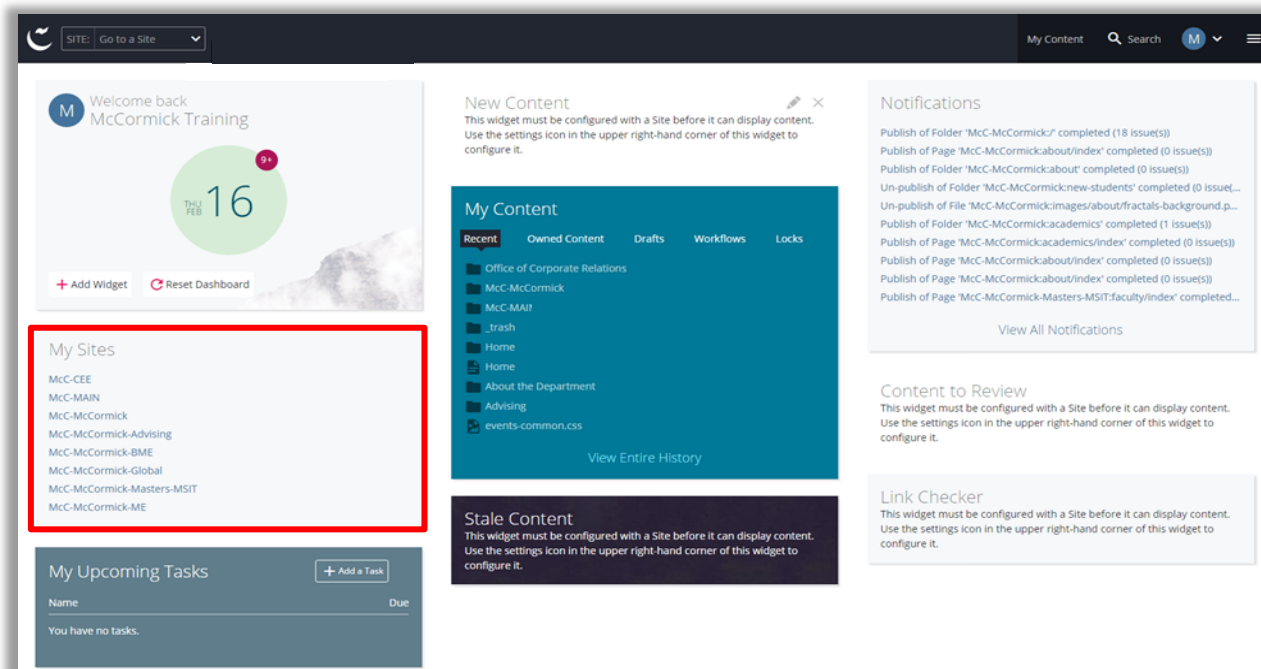 SITE: Go to a Site
My Content
Search
M
M
Welcome back
McCormick Training
9+
THU
FEB
16
+ Add Widget
Reset Dashboard
My Sites
McC-CEE
McC-MAIN
McC-McCormick
McC-McCormick-Advising
McC-McCormick-BME
McC-McCormick-Global
McC-McCormick-Masters-MSIT
McC-McCormick-ME
My Upcoming Tasks
+ Add a Task
Name
Due
You have no tasks.
New Content
This widget must be configured with a Site before it can display content.
Use the settings icon in the upper right-hand corner of this widget to
configure it.
My Content
Recent
Owned Content
Drafts
Workflows
Locks
Office of Corporate Relations
McC-McCormick
McC-MAIN
_trash
Home
Home
About the Department
Advising
events-common.css
View Entire History
Stale Content
This widget must be configured with a Site before it can display content.
Use the settings icon in the upper right-hand corner of this widget to
configure it.
Notifications
Publish of Folder 'McC-McCormick:/' completed (18 issue(s))
Publish of Page 'McC-McCormick:about/index' completed (0 issue(s))
Publish of Folder 'McC-McCormick:about' completed (0 issue(s))
Un-publish of Folder 'McC-McCormick:new-students' completed (0 issue(...
Un-publish of File 'McC-McCormick:images/about/fractals-background.p...
Publish of Folder 'McC-McCormick:academics' completed (1 issue(s))
Publish of Page 'McC-McCormick:academics/index' completed (0 issue(s))
Publish of Page 'McC-McCormick:about/index' completed (0 issue(s))
Publish of Page 'McC-McCormick:about/index' completed (0 issue(s))
Publish of Page 'McC-McCormick-Masters-MSIT:faculty/index' completed...
View All Notifications
Content to Review
This widget must be configured with a Site before it can display content.
Use the settings icon in the upper right-hand corner of this widget to
configure it.
Link Checker
This widget must be configured with a Site before it can display content.
Use the settings icon in the upper right-hand corner of this widget to
configure it.